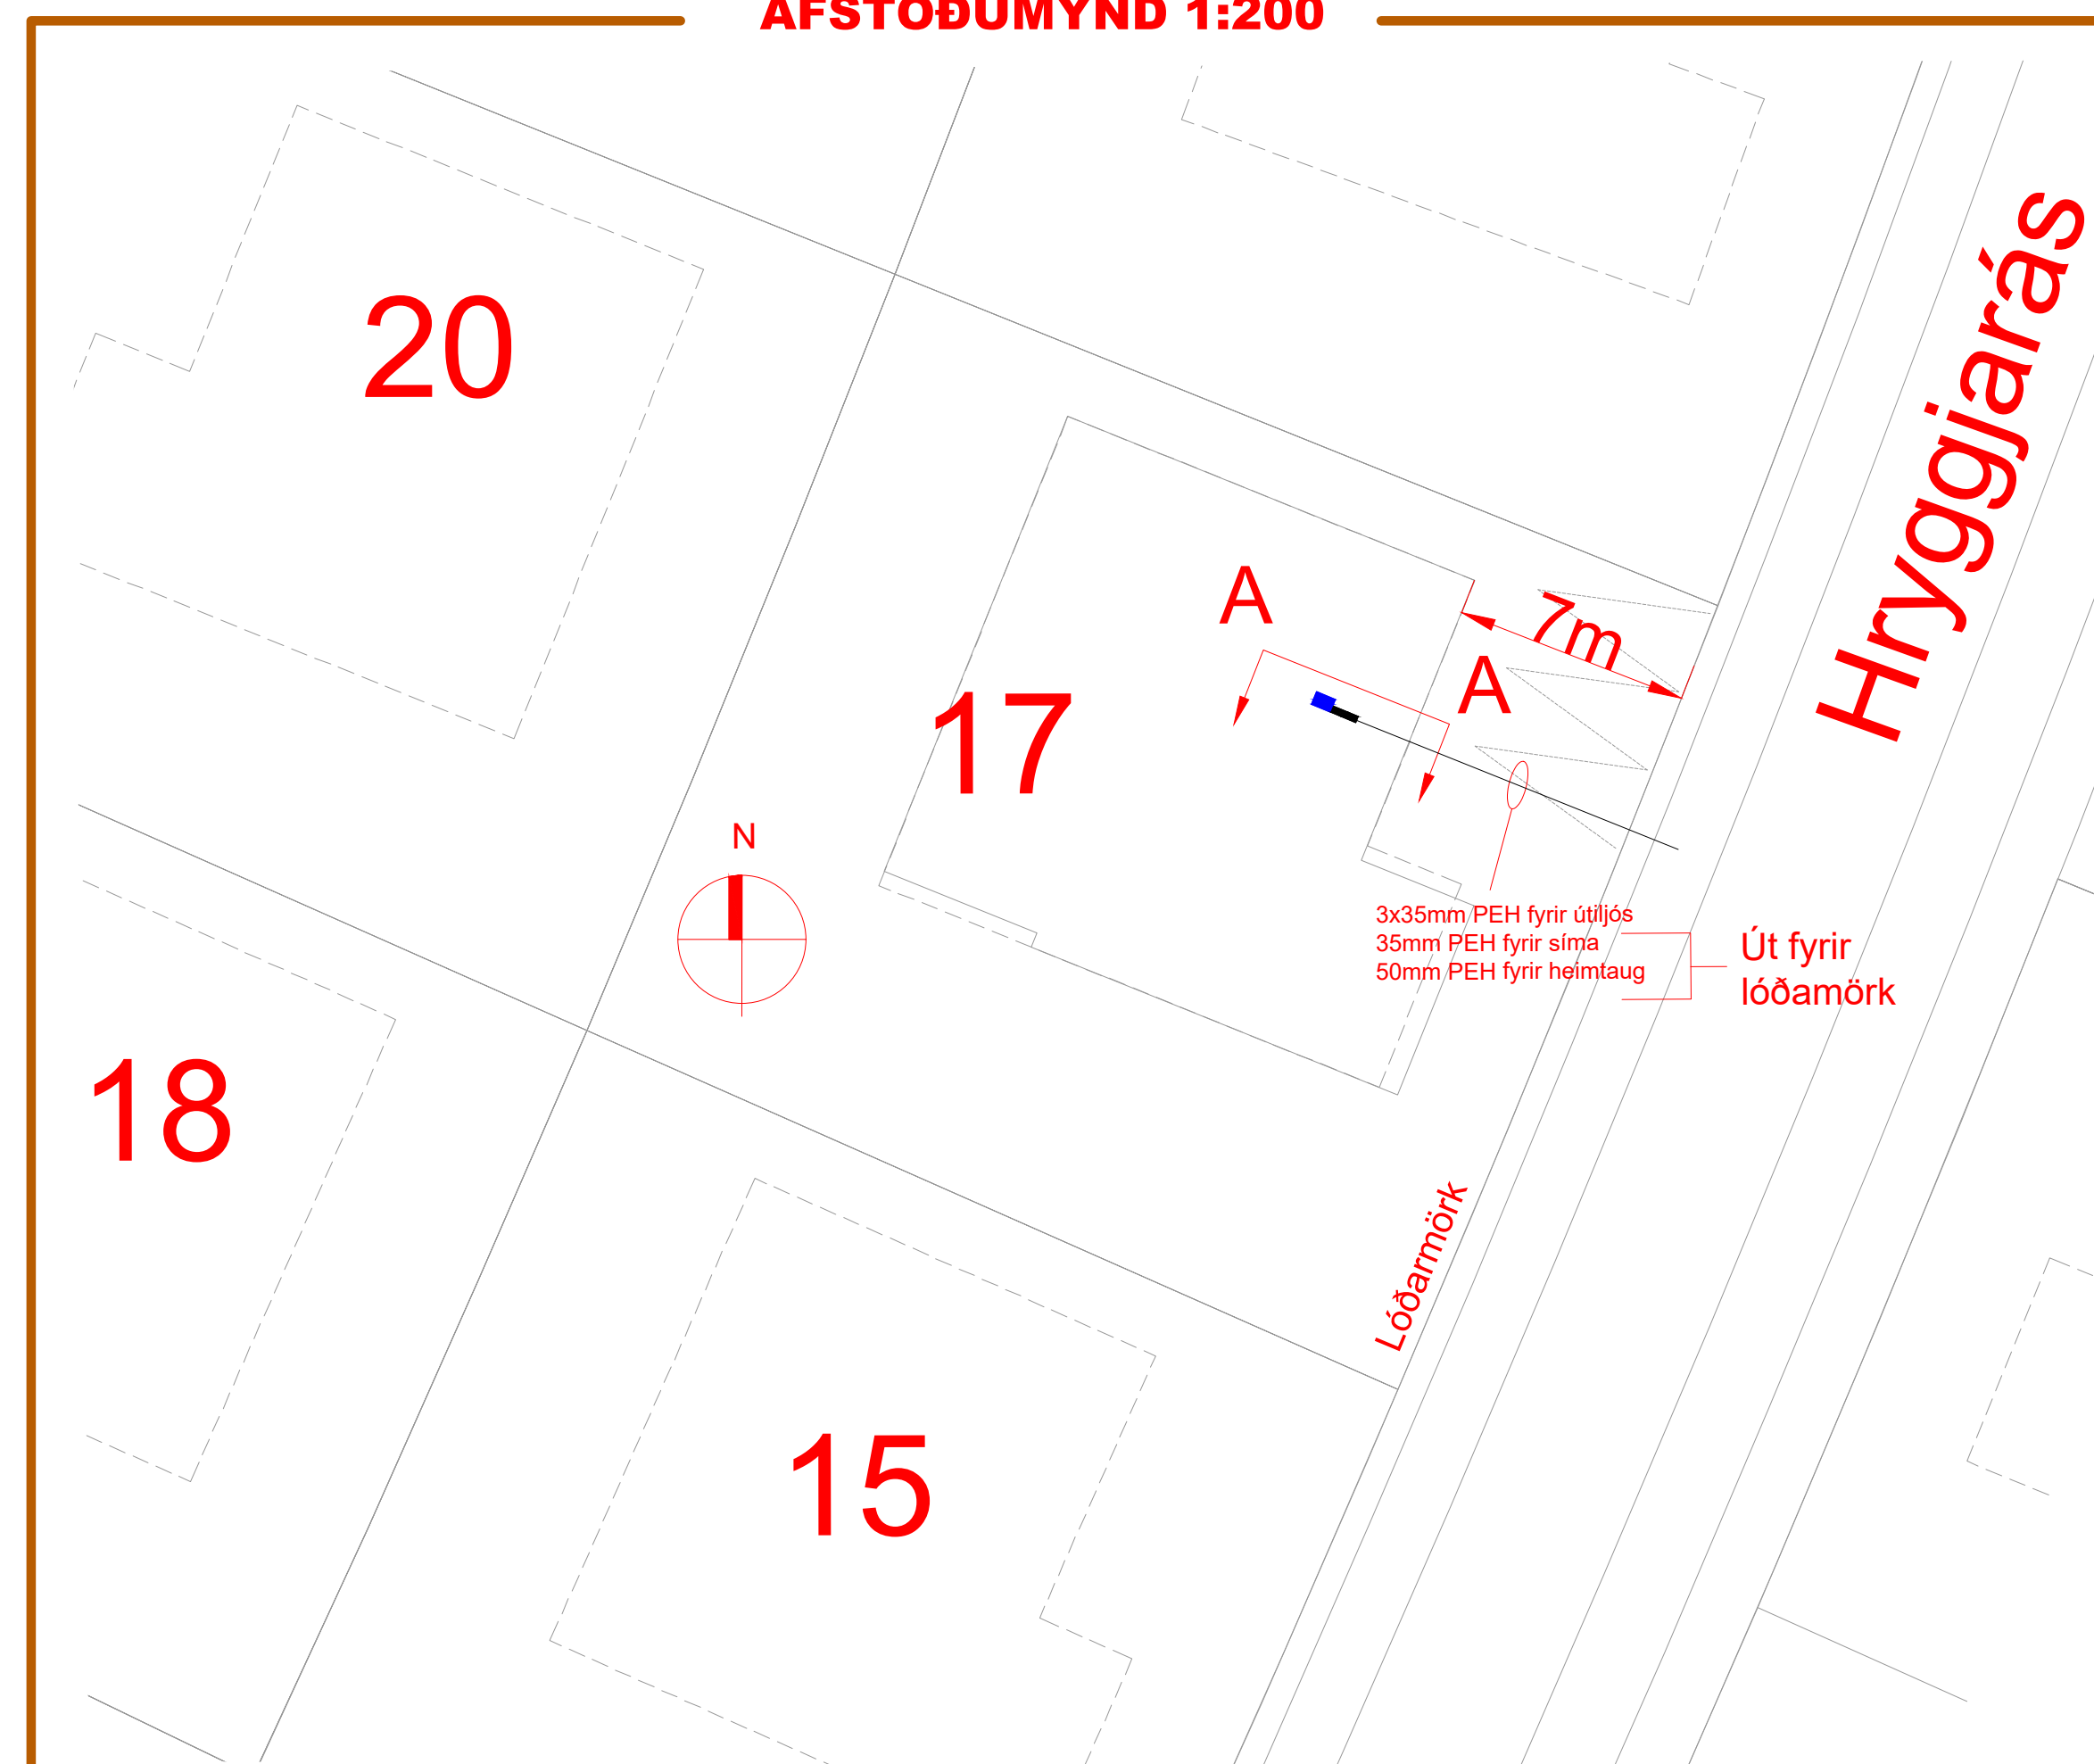 AFSTÖÐUMYND 1:200
Hryggjarás
20
A
7m
A
17
N
3x35mm PEH fyrir útiljós
35mm PEH fyrir síma
50mm PEH fyrir heimtaug
Út fyrir
lóðamörk
18
Lóðarmörk
15